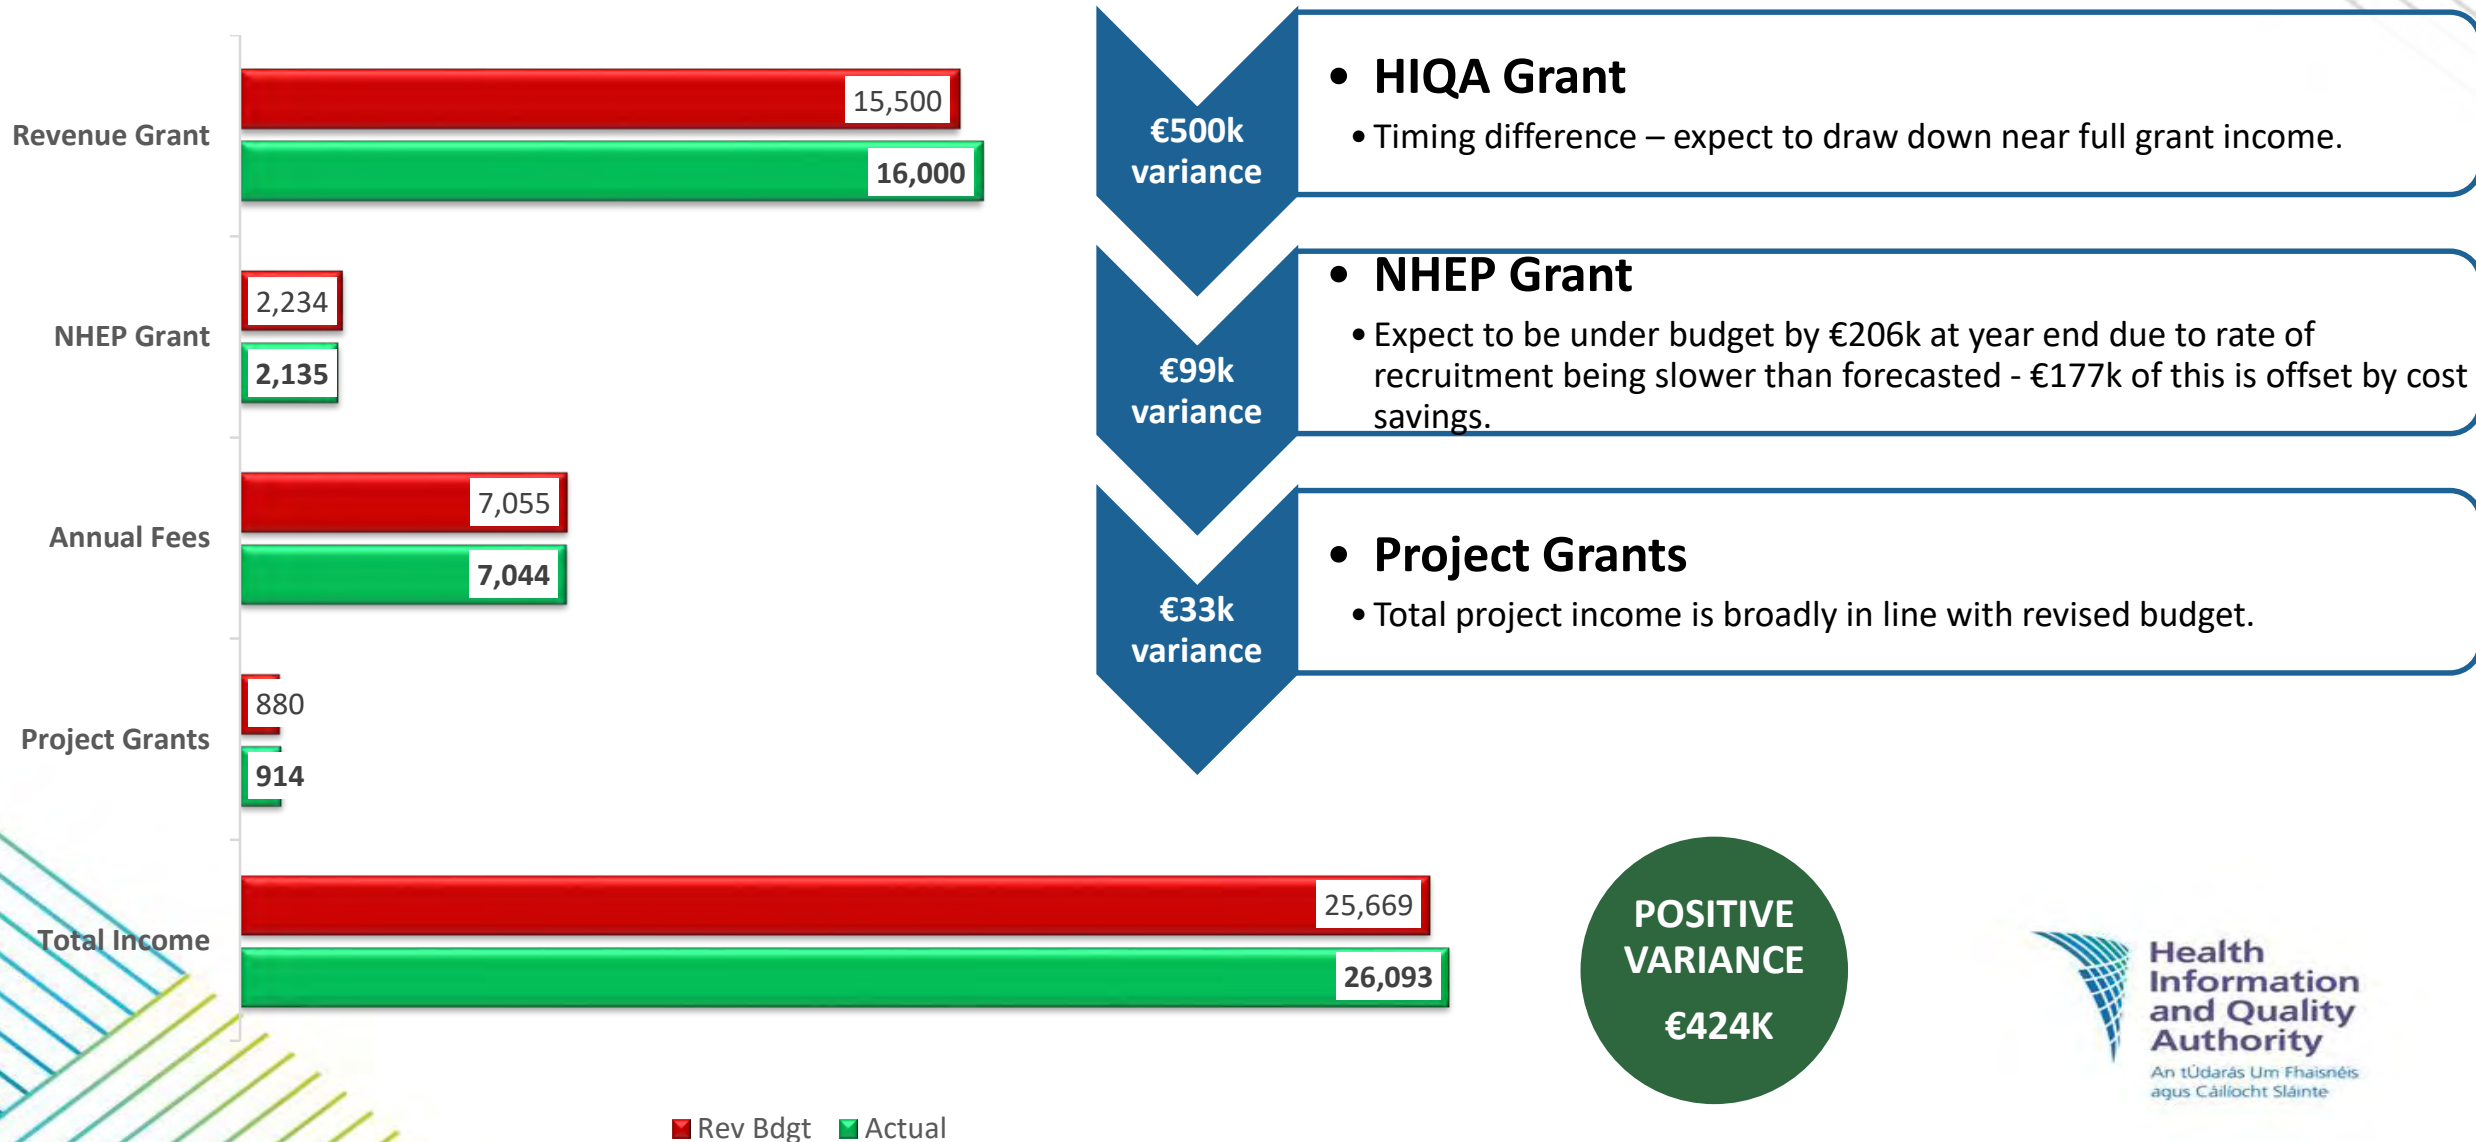 Revenue Grant
15,500
16,000
NHEP Grant
2,234
2,135
Annual Fees
7,055
7,044
Project Grants
880
914
Total Income
25,669
26,093
Rev Bdgt
Actual
€500k
variance
• HIQA Grant
• Timing difference – expect to draw down near full grant income.
€99k
variance
• NHEP Grant
• Expect to be under budget by €206k at year end due to rate of
recruitment being slower than forecasted - €177k of this is offset by cost
savings.
€33k
variance
• Project Grants
• Total project income is broadly in line with revised budget.
POSITIVE
VARIANCE
€424K
Health
Information
and Quality
Authority
An tÚdarás Um Fhaisnéis
agus Cáilíocht Sláinte